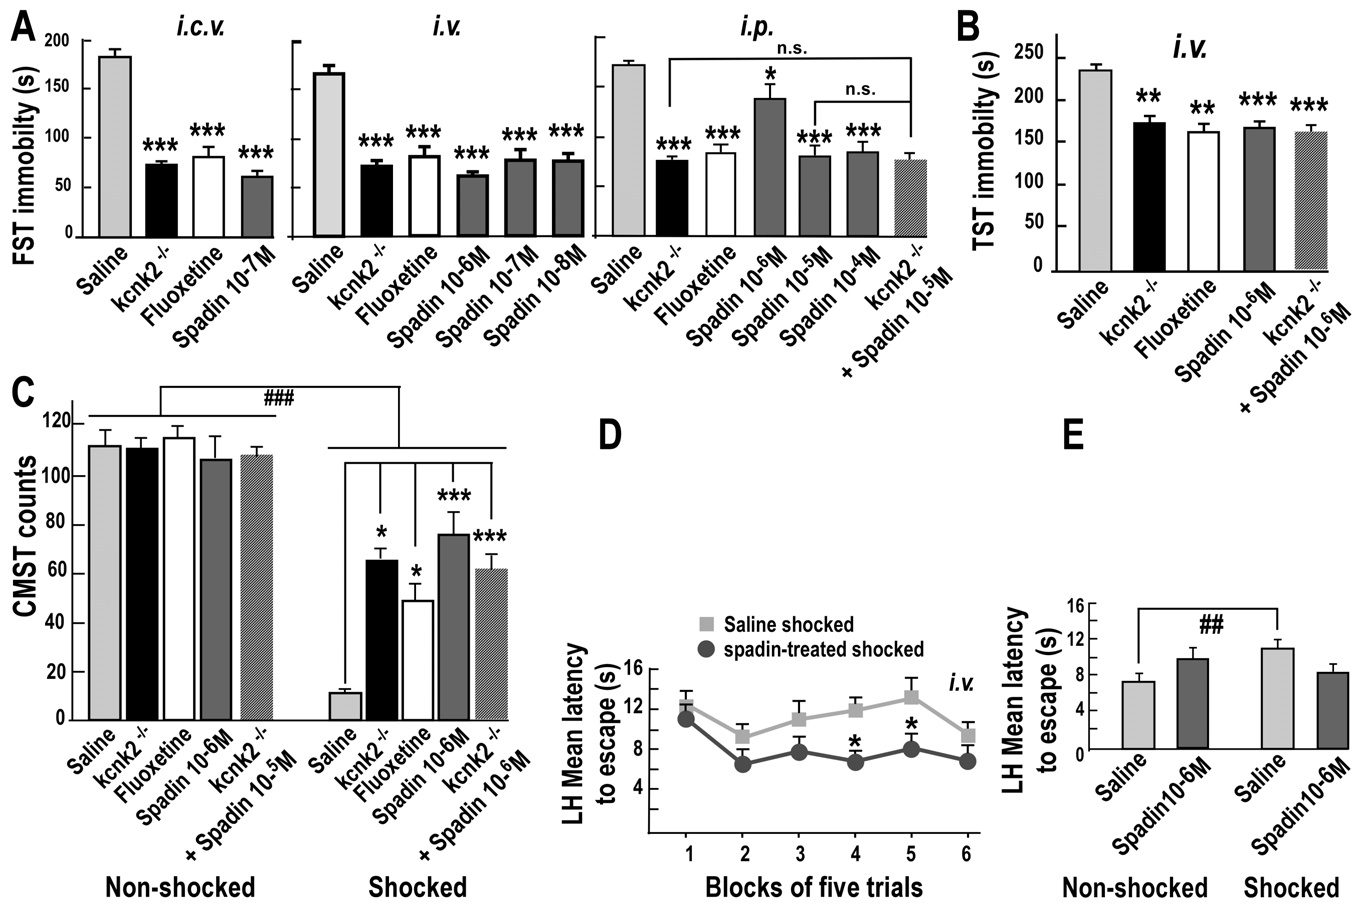 A
i.c.v.
i.v.
i.p.
FST immobilty (s)
200
150
100
50
0
***
***
***
***
***
***
***
***
***
***
*
***
***
n.s.
n.s.
Saline
kcnk2 -/-
Fluoxetine
Spadin 10-7M
Saline
kcnk2 -/-
Fluoxetine
Spadin 10-6M
Spadin 10-7M
Spadin 10-8M
Saline
kcnk2 -/-
Fluoxetine
Spadin 10-6M
Spadin 10-5M
Spadin 10-4M
kcnk2 -/-
+ Spadin 10-5M
B
i.v.
TST immobilty (s)
250
200
150
100
50
0
**
**
***
***
Saline
kcnk2 -/-
Fluoxetine
Spadin 10-6M
kcnk2 -/-
+ Spadin 10-6M
C
###
CMST counts
120
100
80
60
40
20
0
*
*
***
***
Saline
kcnk2 -/-
Fluoxetine
Spadin 10-6M
kcnk2 -/-
+ Spadin 10-5M
Saline
kcnk2 -/-
Fluoxetine
Spadin 10-6M
kcnk2 -/-
+ Spadin 10-6M
Non-shocked
Shocked
D
Saline shocked
spadin-treated shocked
i.v.
LH Mean latency
to escape (s)
16
12
8
4
*
*
1 2 3 4 5 6
Blocks of five trials
E
LH Mean latency
to escape (s)
16
12
8
4
0
##
Saline
Spadin10-6M
Saline
Spadin10-6M
Non-shocked
Shocked